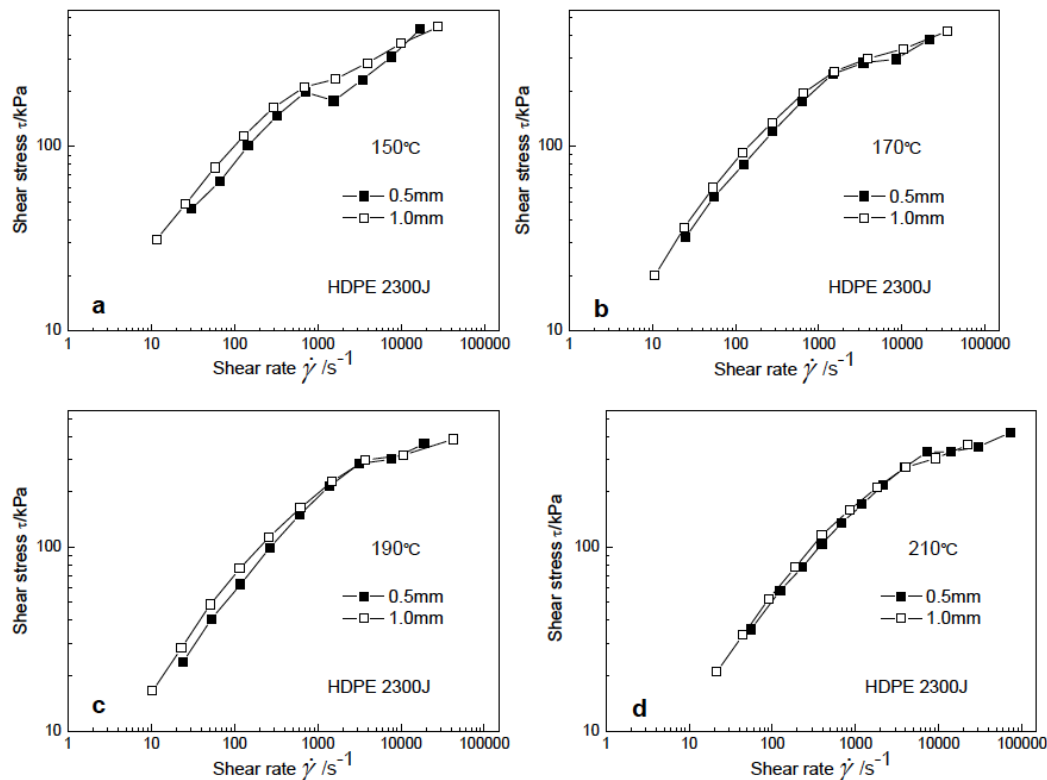 Shear stress τ/kPa
100
10
150℃
0.5mm
1.0mm
HDPE 2300J
a
1 10 100 1000 10000 100000
Shear rate γ̇ /s⁻¹
Shear stress τ/kPa
100
10
170℃
0.5mm
1.0mm
HDPE 2300J
b
1 10 100 1000 10000 100000
Shear rate γ̇ /s⁻¹
Shear stress τ/kPa
100
10
190℃
0.5mm
1.0mm
HDPE 2300J
c
1 10 100 1000 10000 100000
Shear rate γ̇ /s⁻¹
Shear stress τ/kPa
100
10
210℃
0.5mm
1.0mm
HDPE 2300J
d
1 10 100 1000 10000 100000
Shear rate γ̇ /s⁻¹